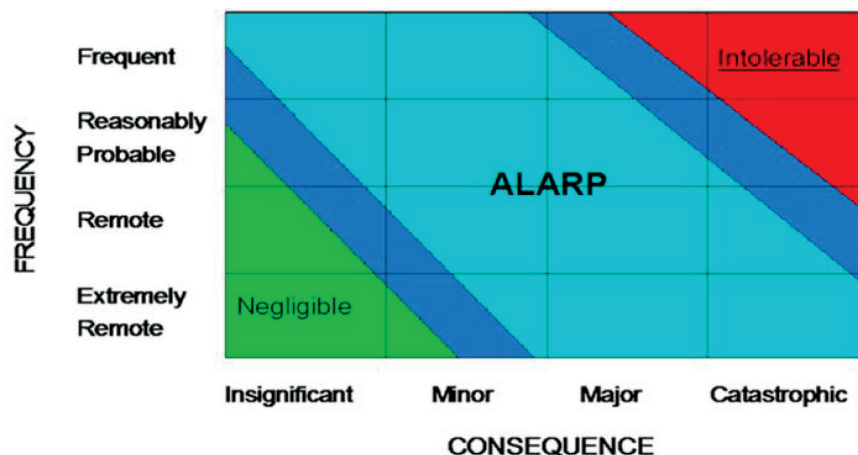 FREQUENCY
Frequent
Intolerable
Reasonably
Probable
ALARP
Remote
Extremely
Remote
Negligible
Insignificant
Minor
Major
Catastrophic
CONSEQUENCE